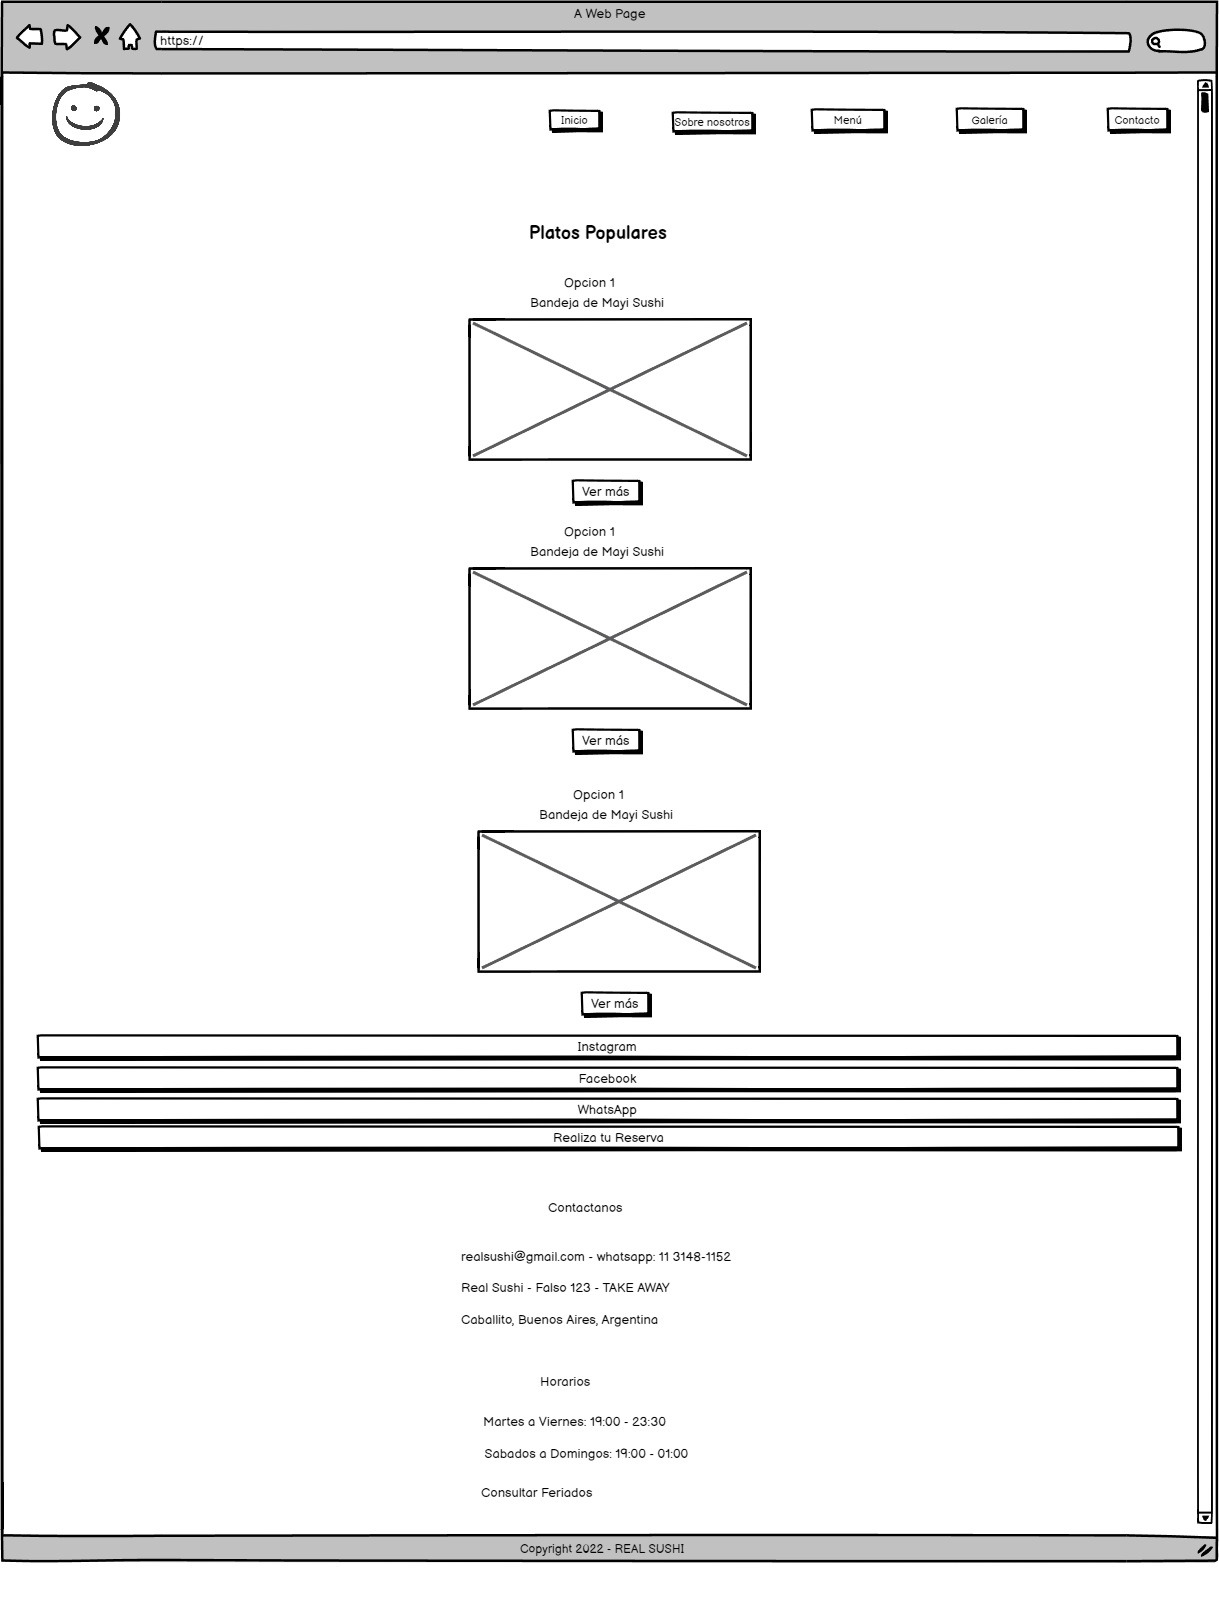 A Web Page
https://
Inicio
Sobre nosotros
Menú
Galería
Contacto
Platos Populares
Opcion 1
Bandeja de Mayi Sushi
Ver más
Opcion 1
Bandeja de Mayi Sushi
Ver más
Opcion 1
Bandeja de Mayi Sushi
Ver más
Instagram
Facebook
WhatsApp
Realiza tu Reserva
Contactanos
realsushi@gmail.com - whatsapp: 11 3148-1152
Real Sushi - Falso 123 - TAKE AWAY
Caballito, Buenos Aires, Argentina
Horarios
Martes a Viernes: 19:00 - 23:30
Sabados a Domingos: 19:00 - 01:00
Consultar Feriados
Copyright 2022 - REAL SUSHI